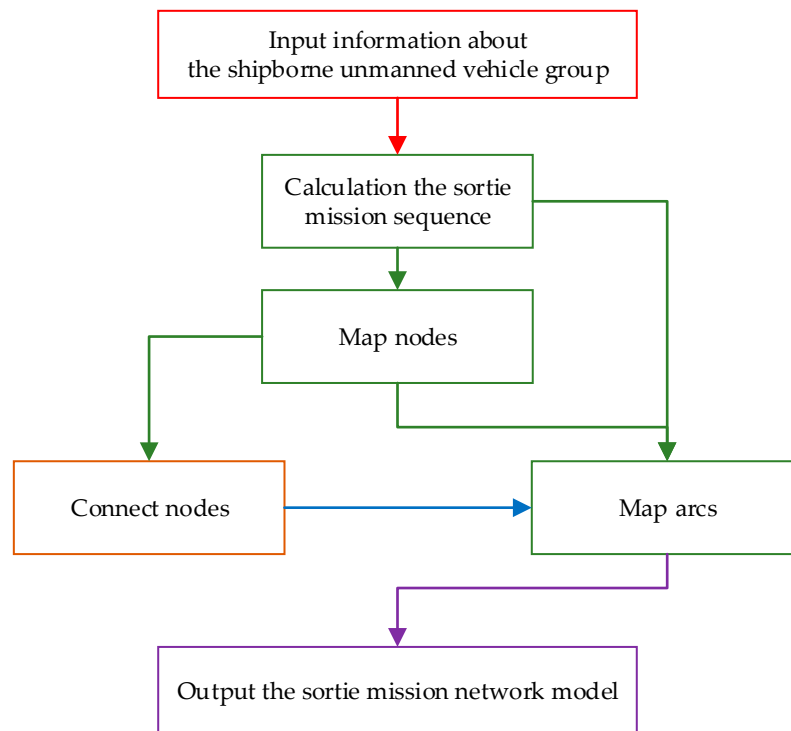 Input information about
the shipborne unmanned vehicle group
Calculation the sortie
mission sequence
Map nodes
Connect nodes
Map arcs
Output the sortie mission network model